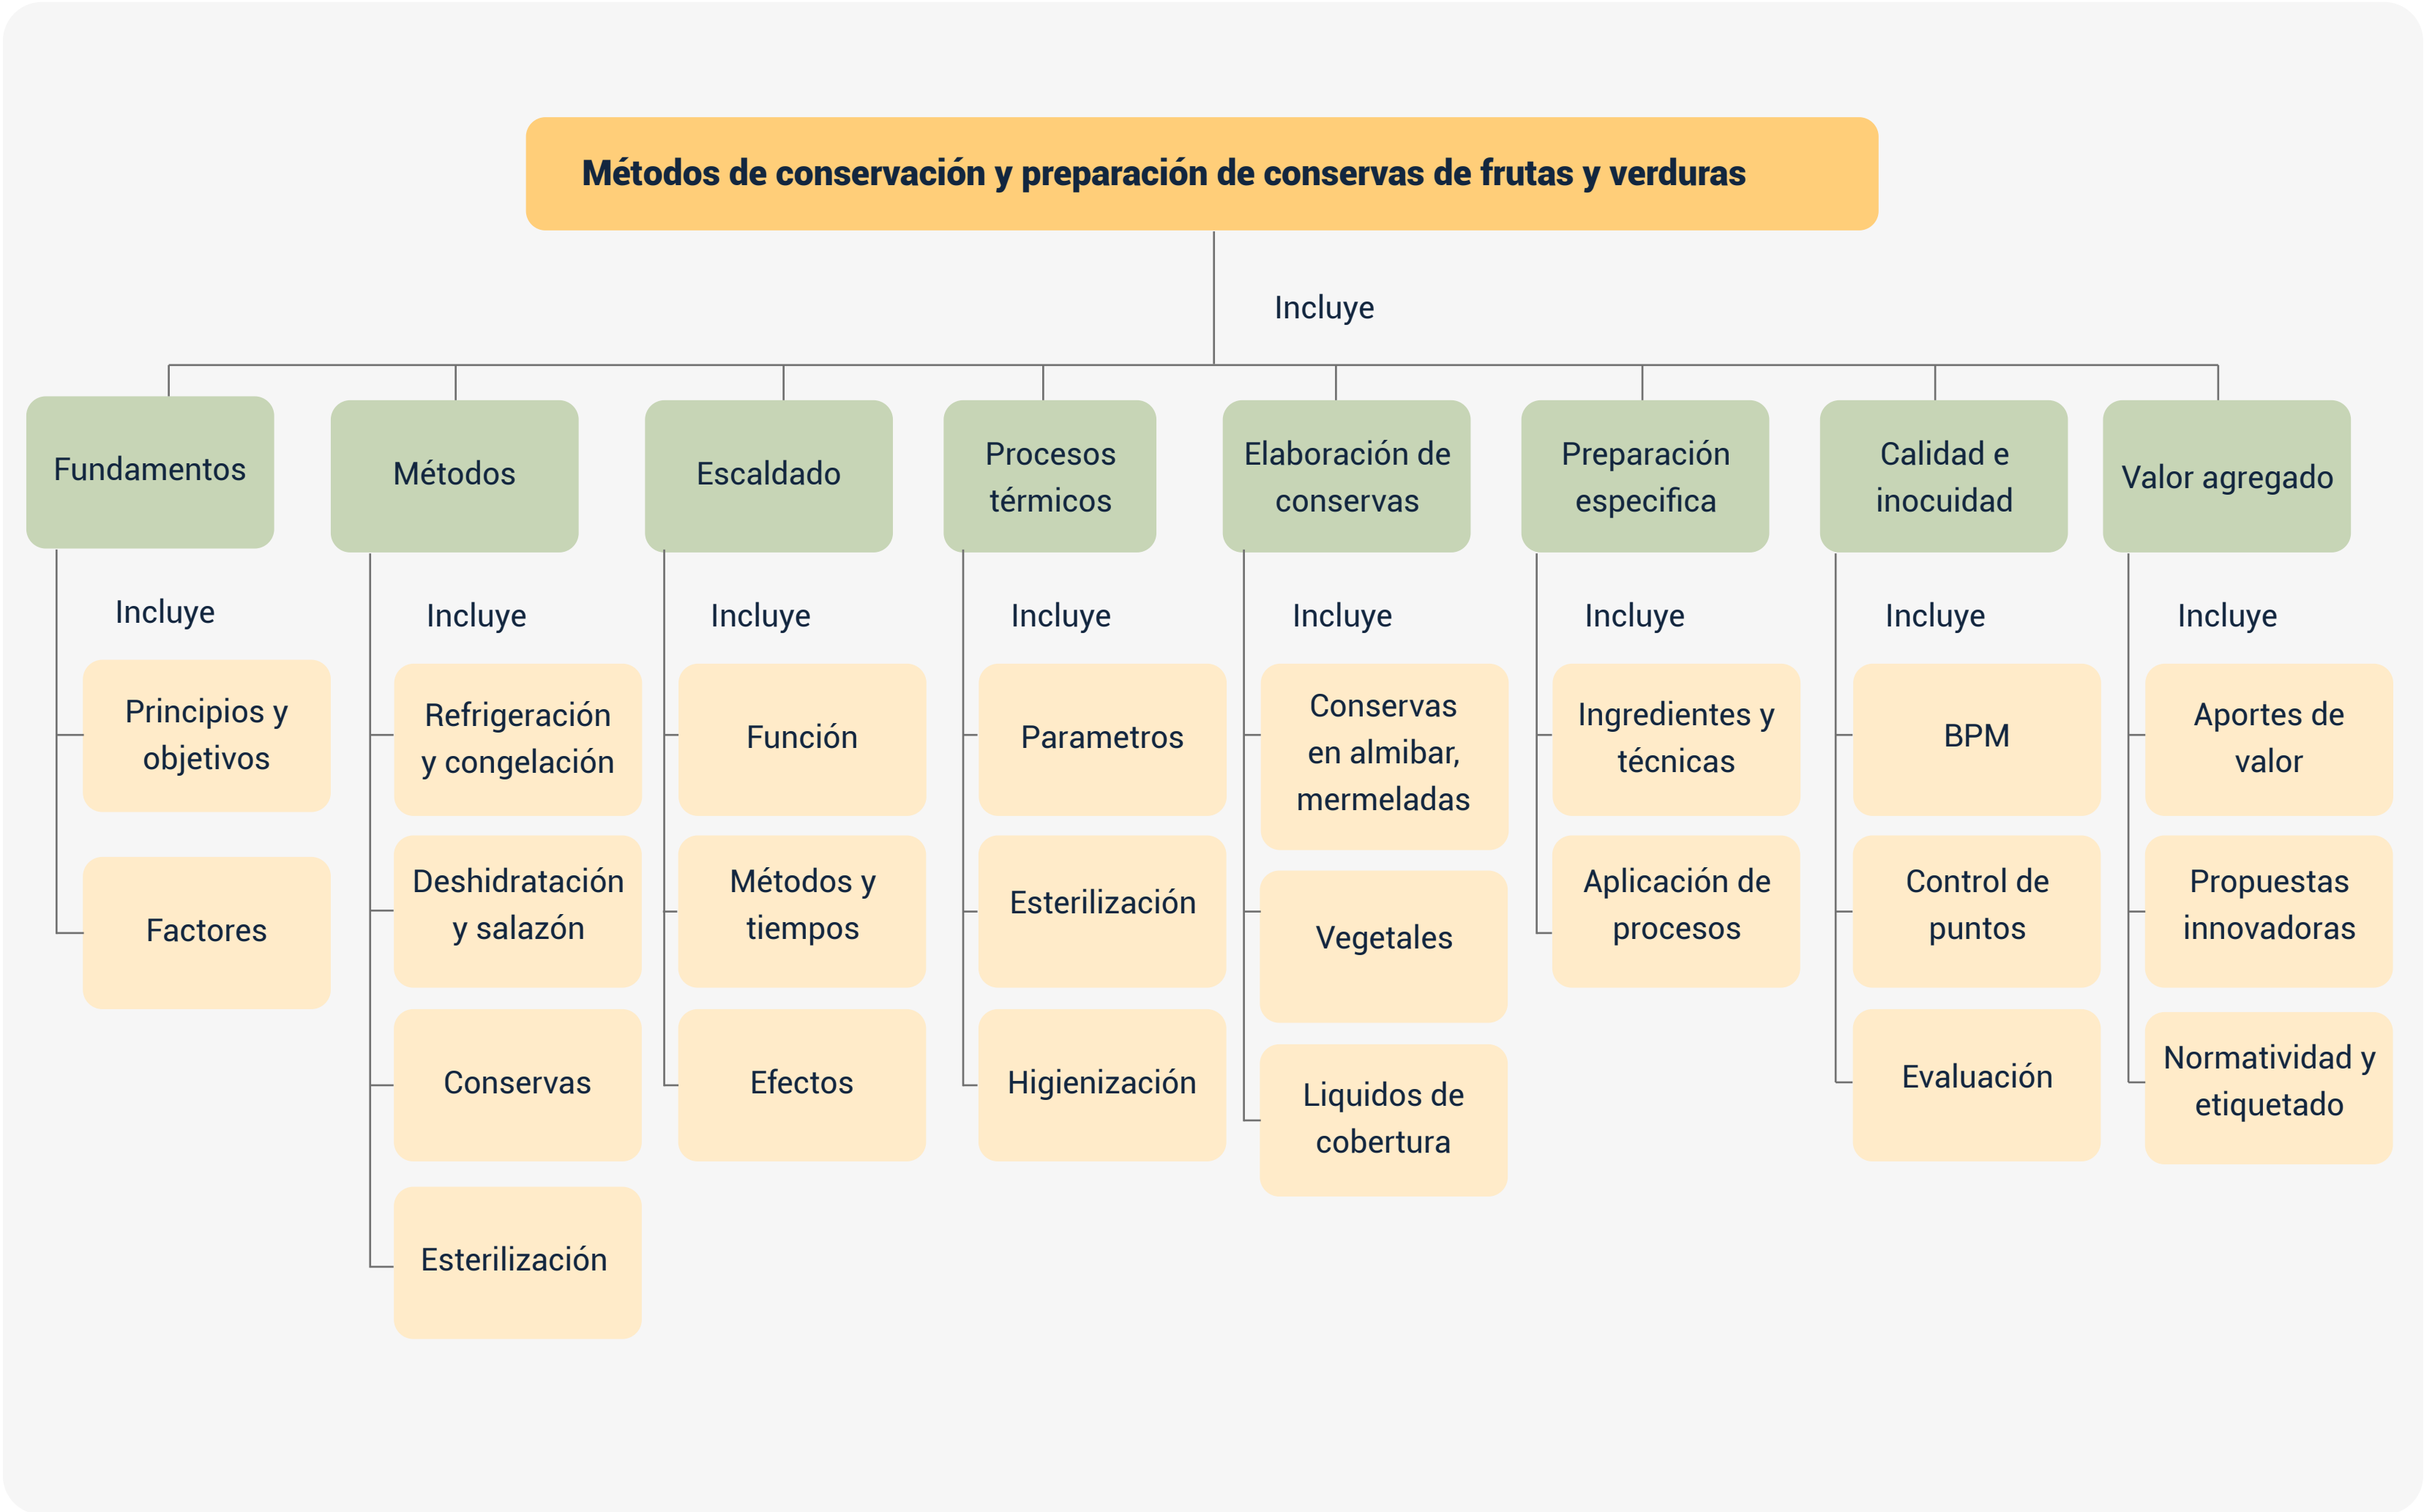 Métodos de conservación y preparación de conservas de frutas y verduras
Incluye
Fundamentos
Incluye
Principios y
objetivos
Factores
Métodos
Incluye
Refrigeración
y congelación
Deshidratación
y salazón
Conservas
Esterilización
Escaldado
Incluye
Función
Métodos y
tiempos
Efectos
Procesos
térmicos
Incluye
Parametros
Esterilización
Higienización
Elaboración de
conservas
Incluye
Conservas
en almibar,
mermeladas
Vegetales
Liquidos de
cobertura
Preparación
especifica
Incluye
Ingredientes y
técnicas
Aplicación de
procesos
Calidad e
inocuidad
Incluye
BPM
Control de
puntos
Evaluación
Valor agregado
Incluye
Aportes de
valor
Propuestas
innovadoras
Normatividad y
etiquetado